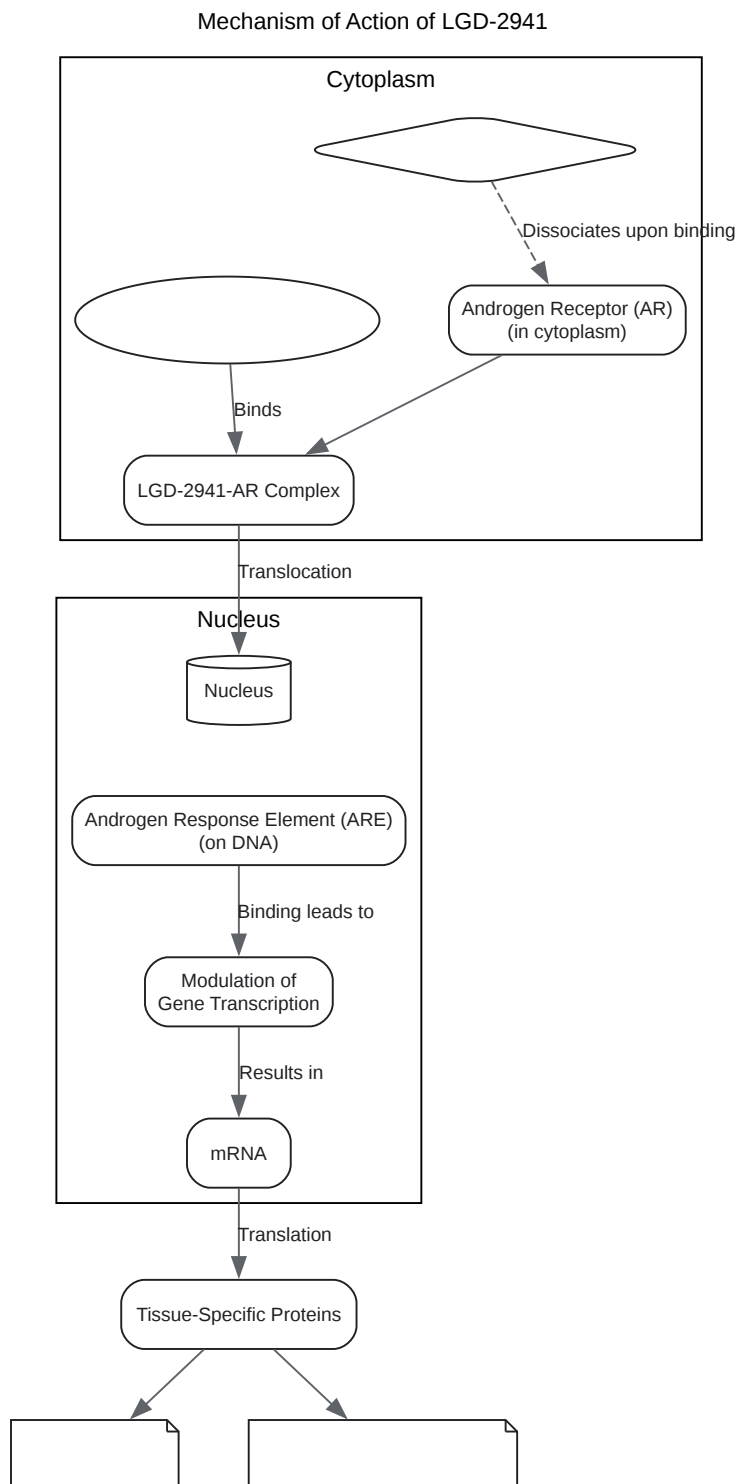 Mechanism of Action of LGD-2941
Cytoplasm
Dissociates upon binding
Androgen Receptor (AR)
(in cytoplasm)
Binds
LGD-2941-AR Complex
Translocation
Nucleus
Nucleus
Androgen Response Element (ARE)
(on DNA)
Binding leads to
Modulation of
Gene Transcription
Results in
mRNA
Translation
Tissue-Specific Proteins